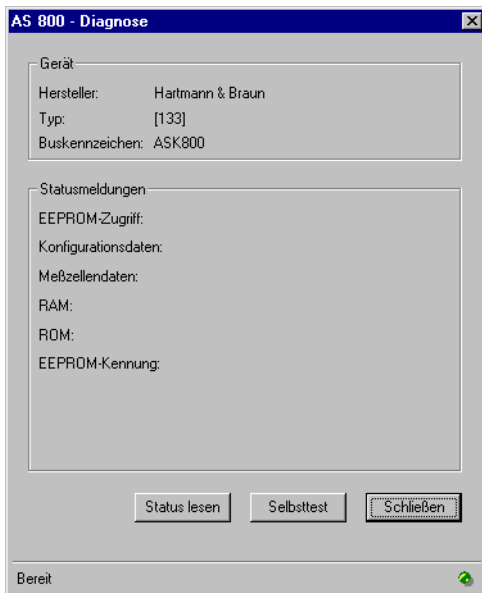 AS 800 - Diagnose
Gerät
Hersteller: Hartmann & Braun
Typ: [133]
Buskennzeichen: ASK800
Statusmeldungen
EEPROM-Zugriff:
Konfigurationsdaten:
Meßzellendaten:
RAM:
ROM:
EEPROM-Kennung:
Status lesen Selbsttest Schließen
Bereit